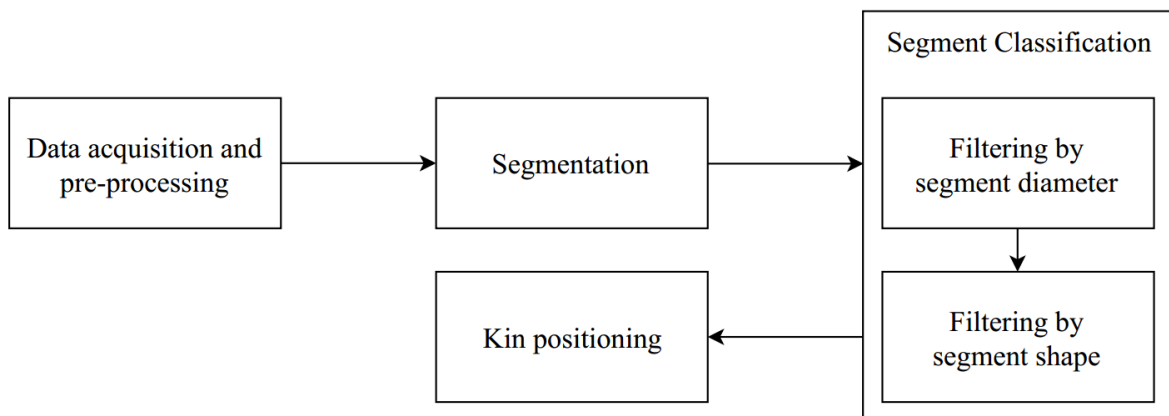 Data acquisition and
pre-processing
Segmentation
Segment Classification
Filtering by
segment diameter
Filtering by
segment shape
Kin positioning